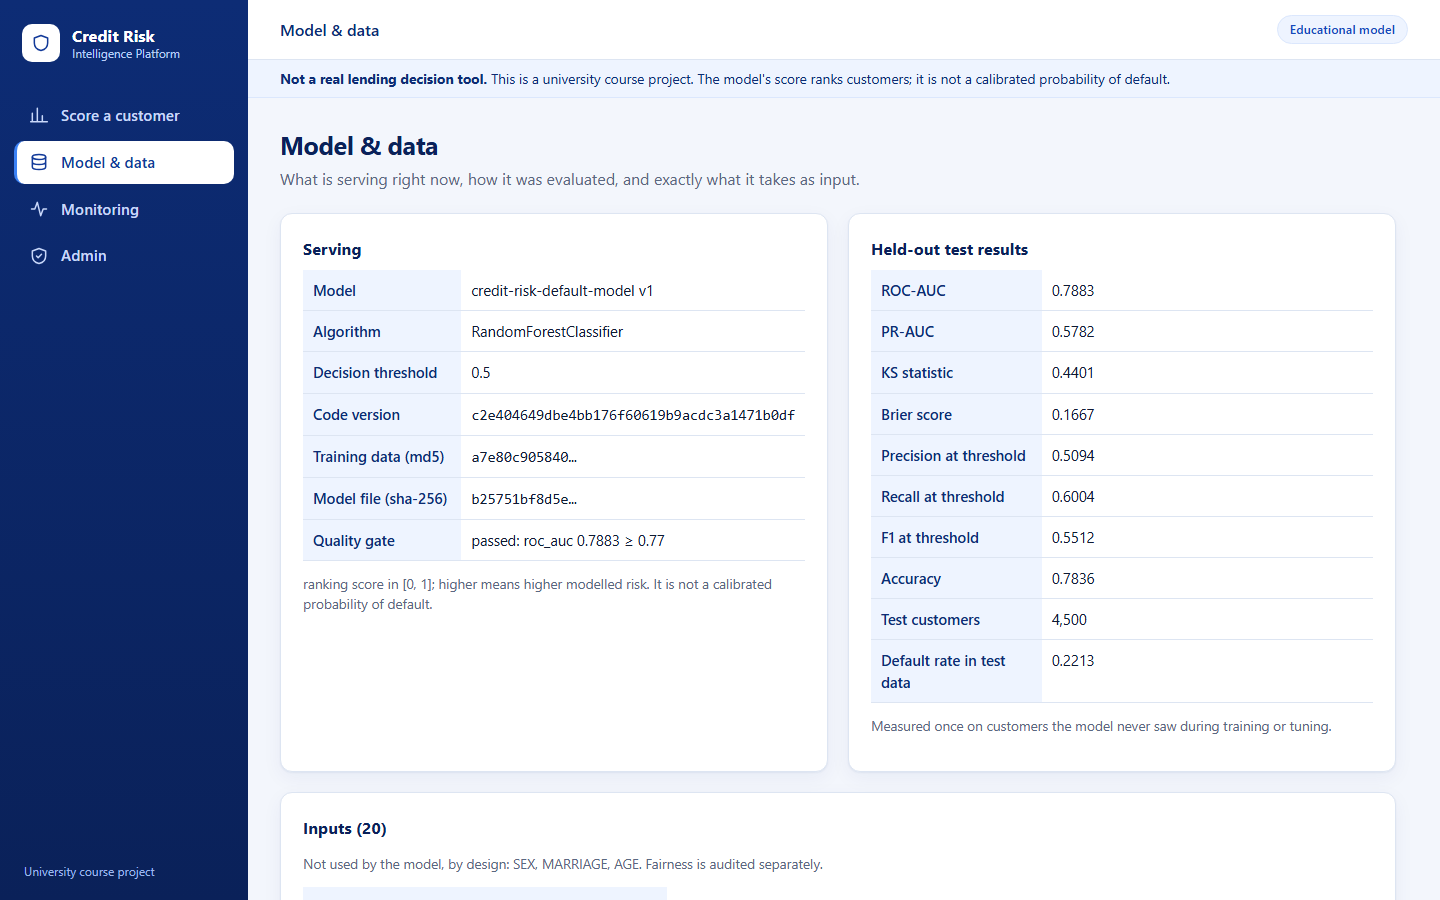 Credit Risk
Intelligence Platform
Score a customer
Model & data
Monitoring
Admin
University course project
Model & data
Educational model
Not a real lending decision tool. This is a university course project. The model's score ranks customers; it is not a calibrated probability of default.
Model & data
What is serving right now, how it was evaluated, and exactly what it takes as input.
Serving
Model credit-risk-default-model v1
Algorithm RandomForestClassifier
Decision threshold 0.5
Code version c2e404649dbe4bb176f60619b9acdc3a1471b0df
Training data (md5) a7e80c905840…
Model file (sha-256) b25751bf8d5e…
Quality gate passed: roc_auc 0.7883 ≥ 0.77
ranking score in [0, 1]; higher means higher modelled risk. It is not a calibrated
probability of default.
Held-out test results
ROC-AUC 0.7883
PR-AUC 0.5782
KS statistic 0.4401
Brier score 0.1667
Precision at threshold 0.5094
Recall at threshold 0.6004
F1 at threshold 0.5512
Accuracy 0.7836
Test customers 4,500
Default rate in test 0.2213
data
Measured once on customers the model never saw during training or tuning.
Inputs (20)
Not used by the model, by design: SEX, MARRIAGE, AGE. Fairness is audited separately.